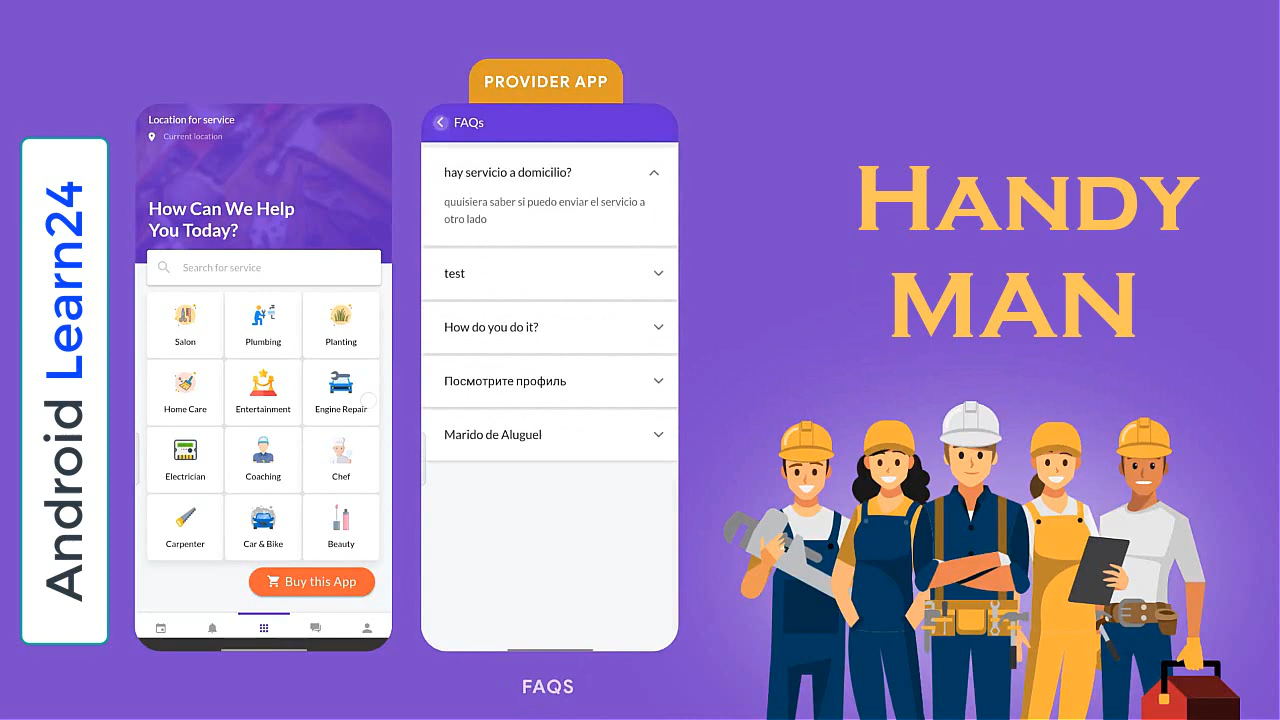 Android Learn24
Location for service
Current location
How Can We Help
You Today?
Search for service
Salon
Plumbing
Planting
Home Care
Entertainment
Engine Repair
Electrician
Coaching
Chef
Carpenter
Car & Bike
Beauty
Buy this App
PROVIDER APP
FAQs
hay servicio a domicilio?
quuisiera saber si puedo enviar el servicio a
otro lado
test
How do you do it?
Посмотрите профиль
Marido de Aluguel
FAQS
HANDY
MAN